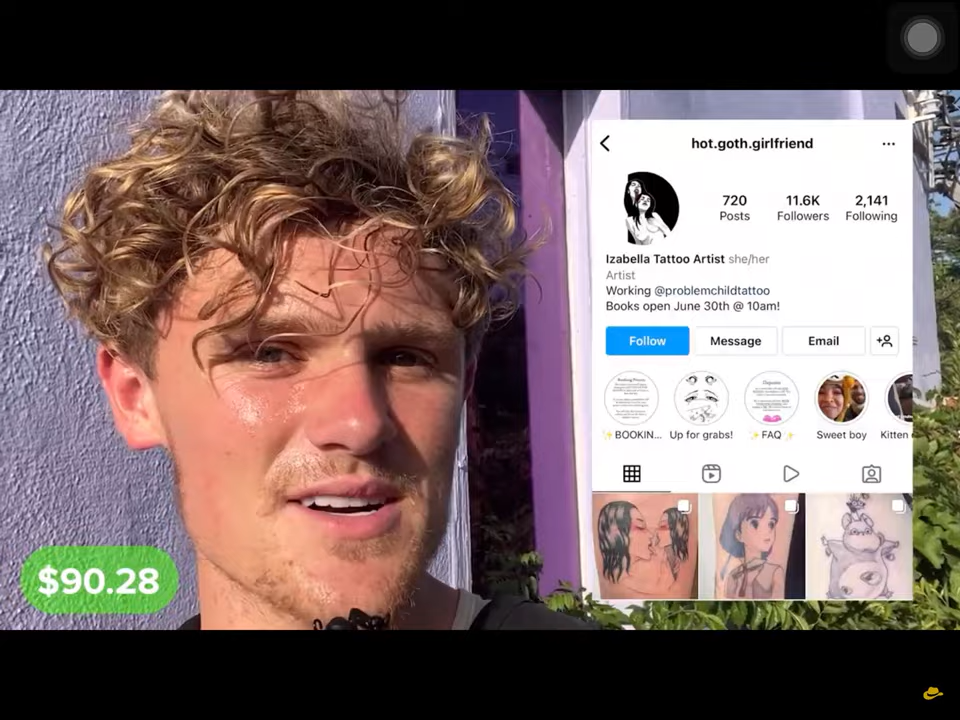 hot.goth.girlfriend
720
11.6K
2,141
Posts
Followers
Following
Izabella Tattoo Artist she/her
Artist
Working @problemchildtattoo
Books open June 30th @ 10am!
Follow
Message
Email
✨BOOKIN...
Up for grabs!
✨FAQ✨
Sweet boy
Kitten
$90.28